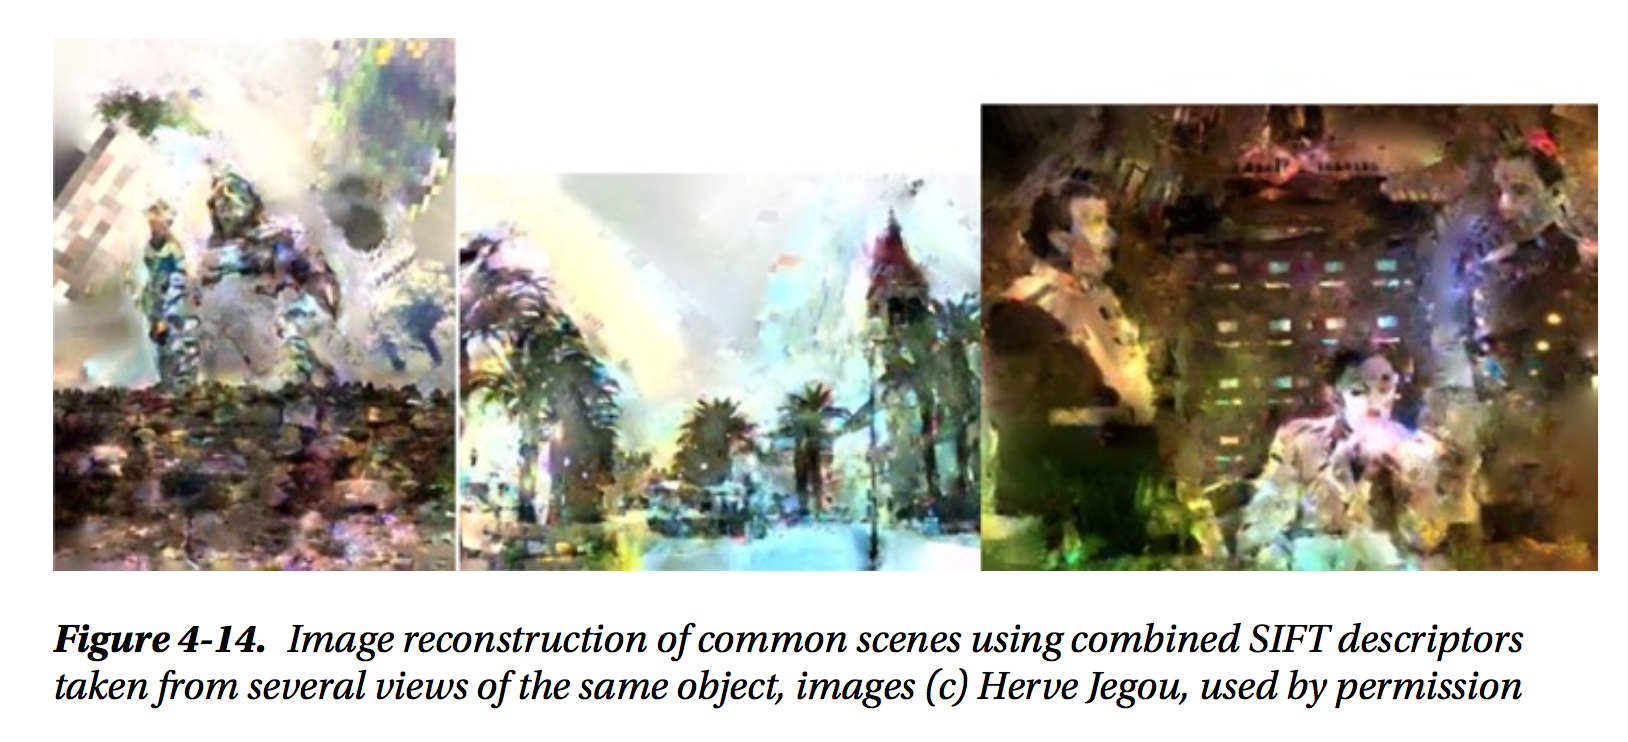 Figure 4-14. Image reconstruction of common scenes using combined SIFT descriptors
taken from several views of the same object, images (c) Herve Jegou, used by permission